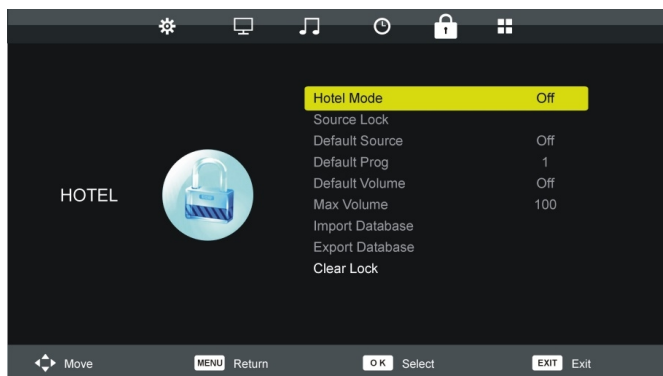 Hotel Mode Off
Source Lock
Default Source Off
Default Prog 1
Default Volume Off
HOTEL
Max Volume 100
Import Database
Export Database
Clear Lock
Move MENU Return OK Select EXIT Exit